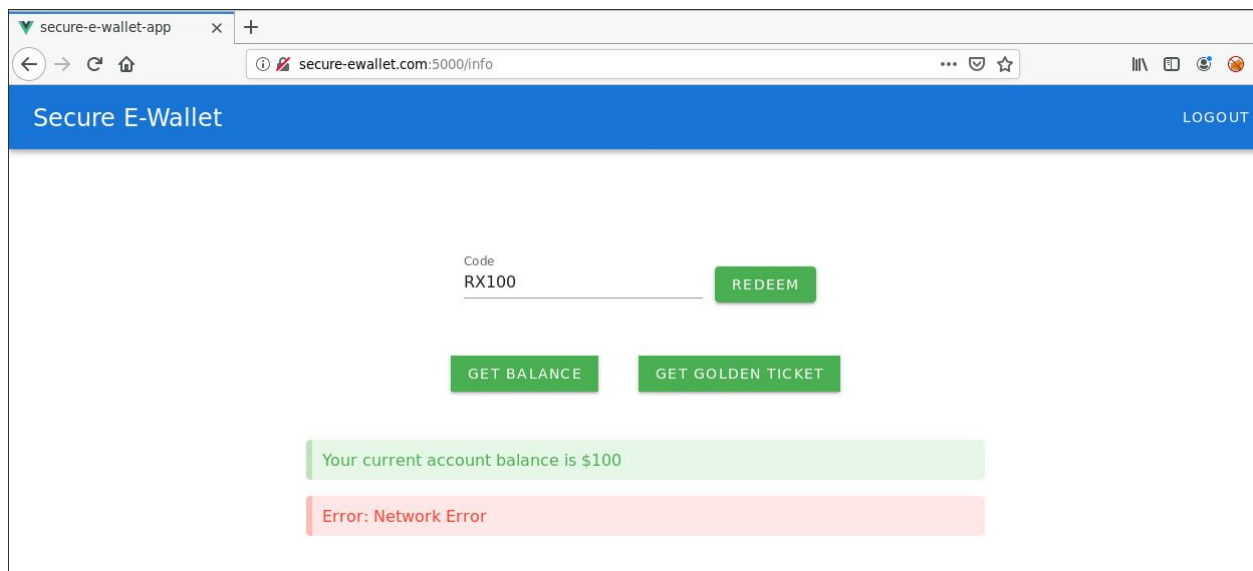 secure-e-wallet-app
secure-ewallet.com:5000/info
Secure E-Wallet
LOGOUT
Code
RX100
REDEEM
GET BALANCE
GET GOLDEN TICKET
Your current account balance is $100
Error: Network Error